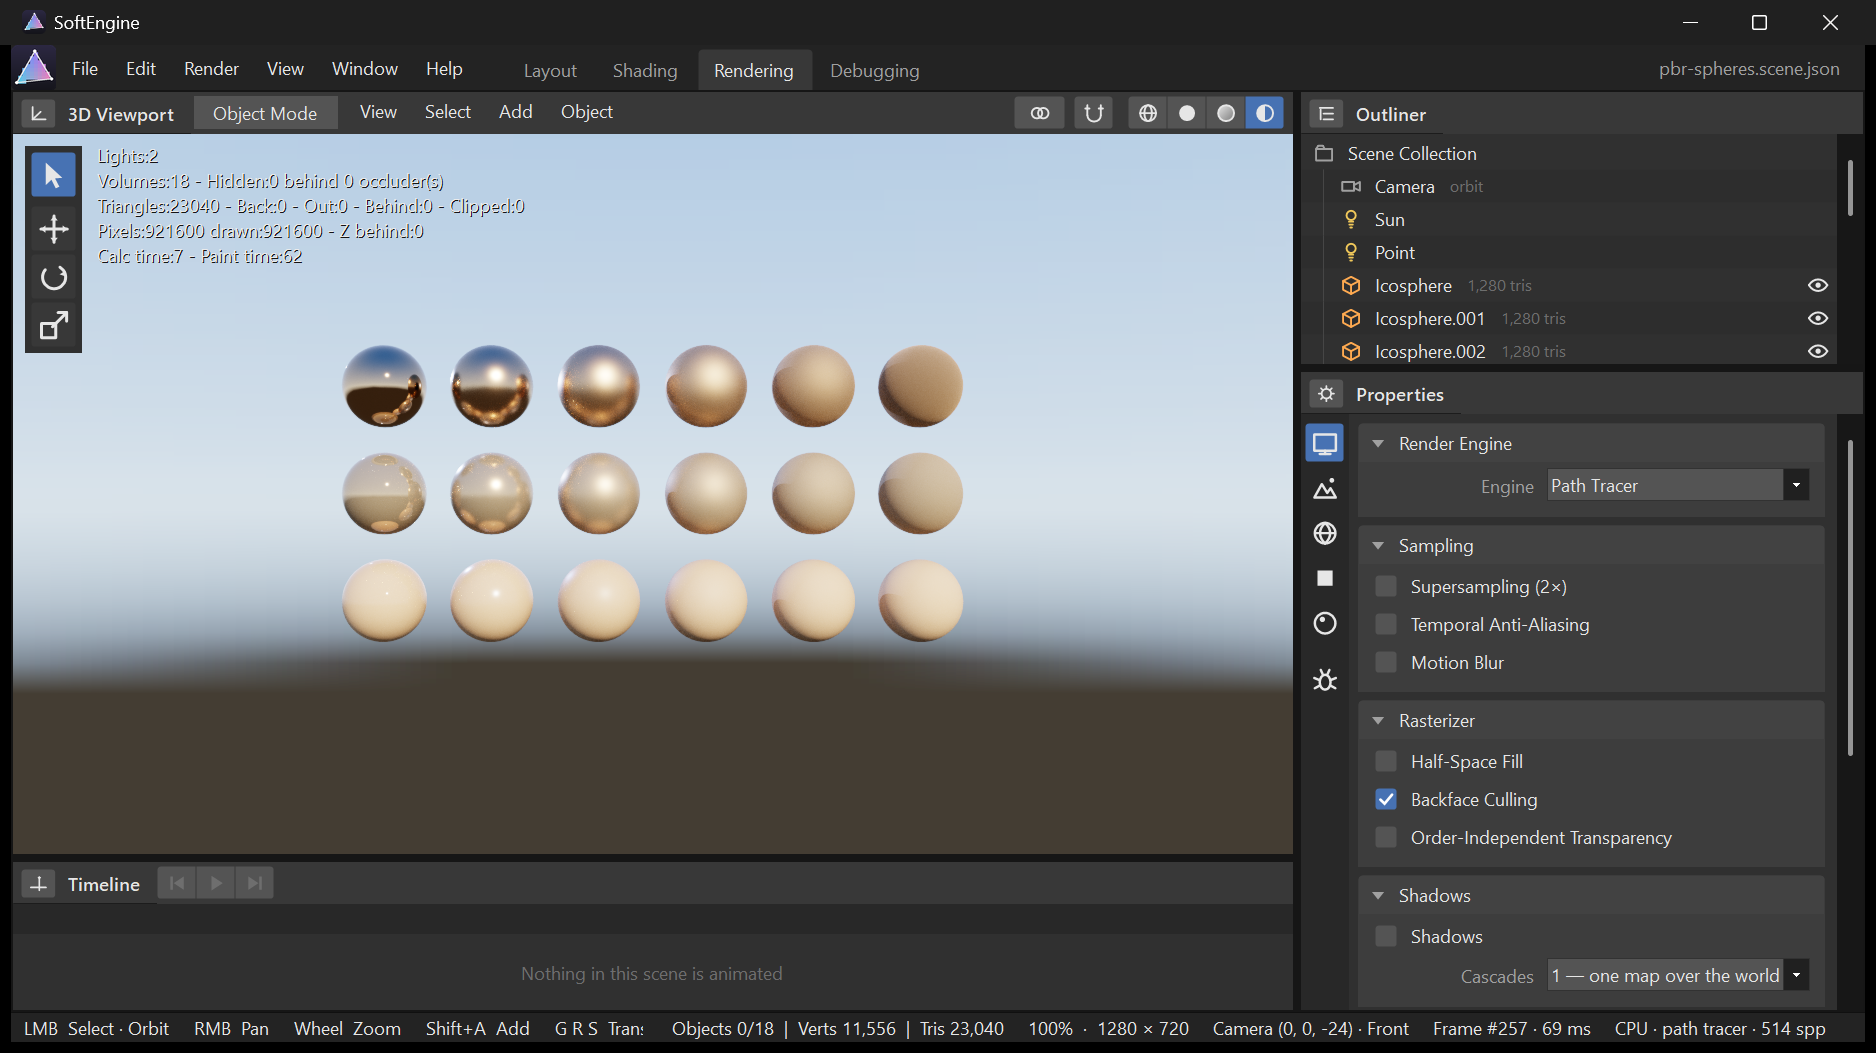 SoftEngine
File Edit Render View Window Help Layout Shading Rendering Debugging pbr-spheres.scene.json
3D Viewport Object Mode View Select Add Object
Lights:2
Volumes:18 - Hidden:0 behind 0 occluder(s)
Triangles:23040 - Back:0 - Out:0 - Behind:0 - Clipped:0
Pixels:921600 drawn:921600 - Z behind:0
Calc time:7 - Paint time:62
Outliner
Scene Collection
Camera orbit
Sun
Point
Icosphere 1,280 tris
Icosphere.001 1,280 tris
Icosphere.002 1,280 tris
Properties
Render Engine
Engine Path Tracer
Sampling
Supersampling (2×)
Temporal Anti-Aliasing
Motion Blur
Rasterizer
Half-Space Fill
Backface Culling
Order-Independent Transparency
Shadows
Shadows
Cascades 1 — one map over the world
Timeline
Nothing in this scene is animated
LMB Select · Orbit RMB Pan Wheel Zoom Shift+A Add G R S Trans Objects 0/18 | Verts 11,556 | Tris 23,040 100% · 1280 × 720 Camera (0, 0, -24) · Front Frame #257 · 69 ms CPU · path tracer · 514 spp